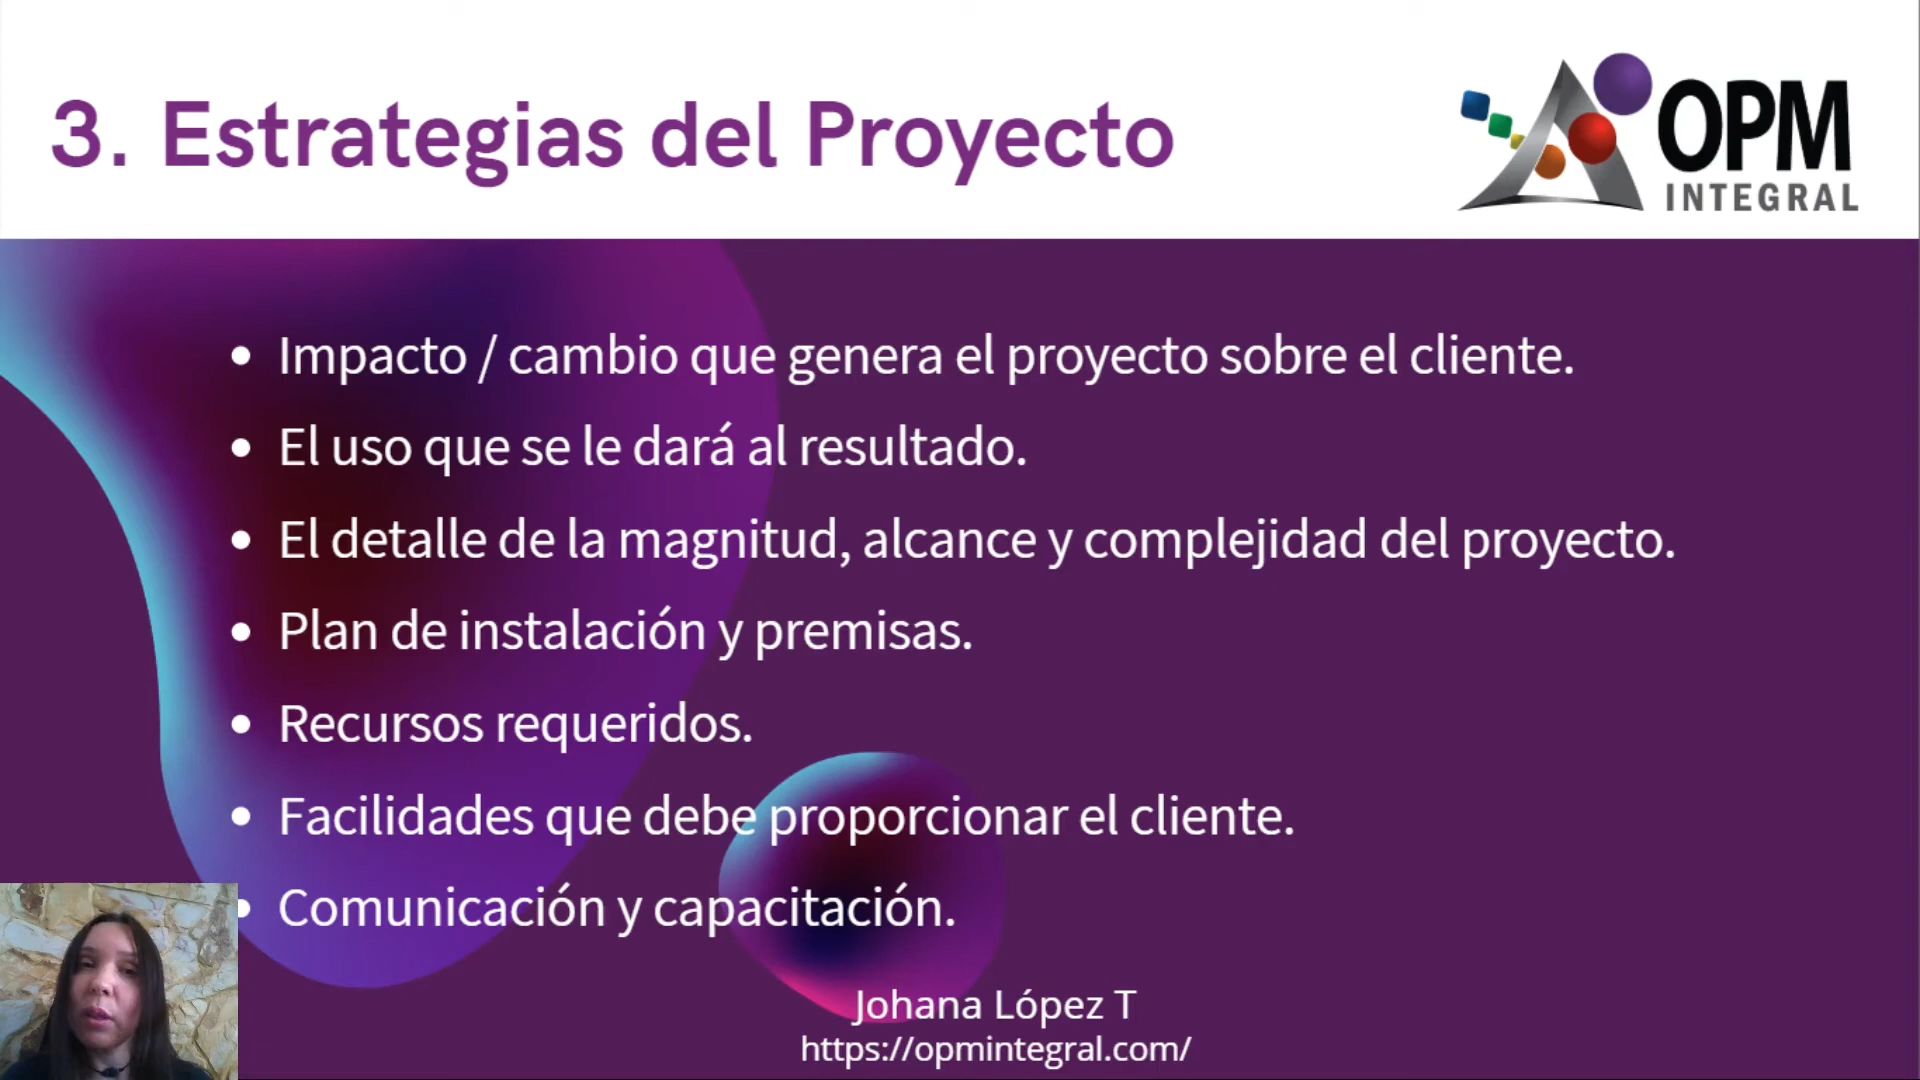 3. Estrategias del Proyecto
OPM
INTEGRAL
• Impacto / cambio que genera el proyecto sobre el cliente.
• El uso que se le dará al resultado.
• El detalle de la magnitud, alcance y complejidad del proyecto.
• Plan de instalación y premisas.
• Recursos requeridos.
• Facilidades que debe proporcionar el cliente.
• Comunicación y capacitación.
Johana López T
https://opmintegral.com/